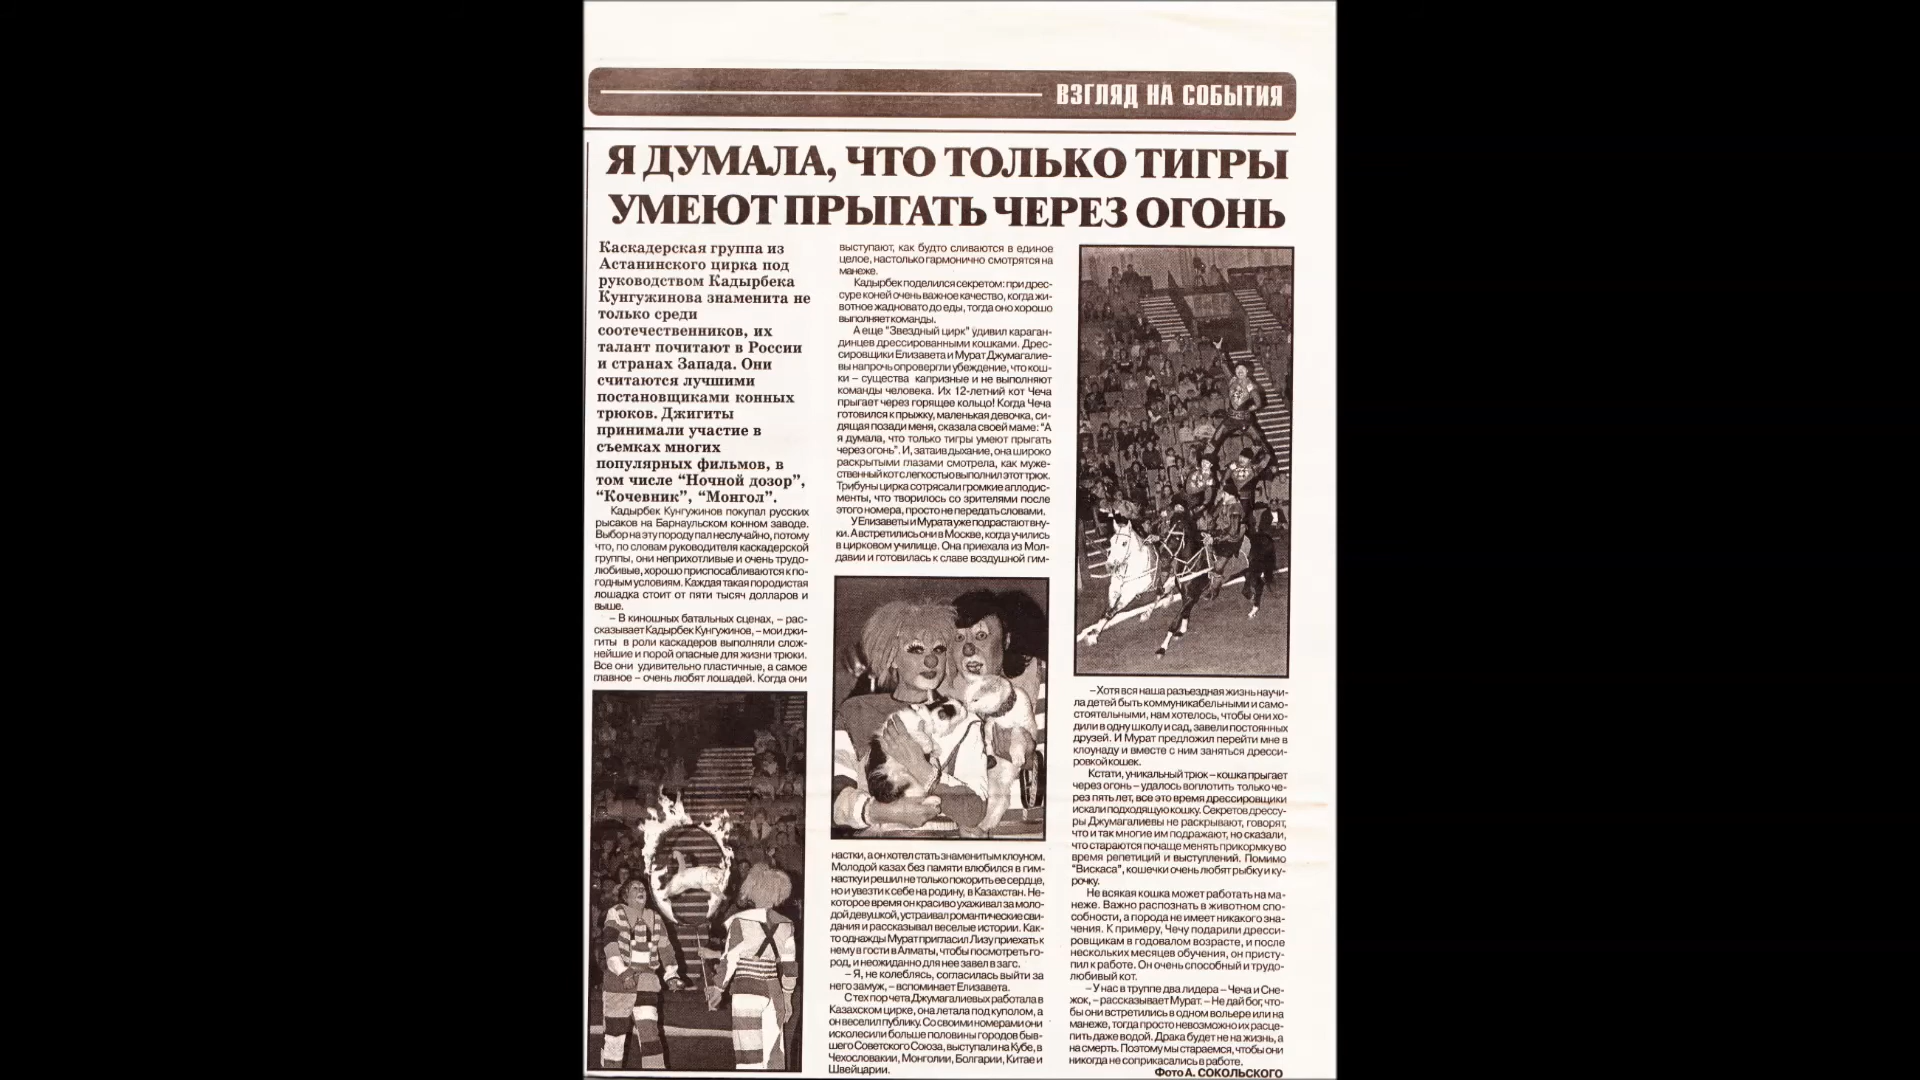 ВЗГЛЯД НА СОБЫТИЯ
Я ДУМАЛА, ЧТО ТОЛЬКО ТИГРЫ
УМЕЮТ ПРЫГАТЬ ЧЕРЕЗ ОГОНЬ
Каскадерская группа из
Астанинского цирка под
руководством Кадырбека
Кунгужинова знаменита не
только среди
соотечественников, их
талант почитают в России
и странах Запада. Они
считаются лучшими
постановщиками конных
трюков. Джигиты
принимали участие в
съемках многих
популярных фильмов, в
том числе “Ночной дозор”,
“Кочевник”, “Монгол”.
Кадырбек Кунгужинов покупал русских
рысаков на Барнаульском конном заводе.
Выбор на эту породу пал неслучайно, потому
что, по словам руководителя каскадерской
группы, они неприхотливые и очень трудо-
любивые, хорошо приспосабливаются к по-
годным условиям. Каждая такая породистая
лошадка стоит от пяти тысяч долларов и
выше.
– В киношных батальных сценах, – рас-
сказывает Кадырбек Кунгужинов, – мои джи-
гиты в роли каскадеров выполняли слож-
нейшие и порой опасные для жизни трюки.
Все они удивительно пластичные, а самое
главное – очень любят лошадей. Когда они
выступают, как будто сливаются в единое
целое, настолько гармонично смотрятся на
манеже.
Кадырбек поделился секретом: при дрес-
суре коней очень важное качество, когда жи-
вотное жадновато до еды, тогда оно хорошо
выполняет команды.
А еще "Звездный цирк" удивил караган-
динцев дрессированными кошками. Дрес-
сировщики Елизавета и Мурат Джумагалие-
вы напрочь опровергли убеждение, что кош-
ки – существа капризные и не выполняют
команды человека. Их 12-летний кот Чеча
прыгает через горящее кольцо! Когда Чеча
готовился к прыжку, маленькая девочка, си-
дящая позади меня, сказала своей маме: "А
я думала, что только тигры умеют прыгать
через огонь". И, затаив дыхание, она широко
раскрытыми глазами смотрела, как муже-
ственный кот с легкостью выполнил этот трюк.
Трибуны цирка сотрясали громкие аплодис-
менты, что творилось со зрителями после
этого номера, просто не передать словами.
У Елизаветы и Мурата уже подрастают вну-
ки. А встретились они в Москве, когда учились
в цирковом училище. Она приехала из Мол-
давии и готовилась к славе воздушной гим-
настки, а он хотел стать знаменитым клоуном.
Молодой казах без памяти влюбился в гим-
настку и решил не только покорить ее сердце,
но и увезти к себе на родину, в Казахстан. Не-
которое время он красиво ухаживал за моло-
дой девушкой, устраивал романтические сви-
дания и рассказывал веселые истории. Как-
то однажды Мурат пригласил Лизу приехать к
нему в гости в Алматы, чтобы посмотреть го-
род, и неожиданно для нее завел в загс.
– Я, не колеблясь, согласилась выйти за
него замуж, – вспоминает Елизавета.
С тех пор чета Джумагалиевых работала в
Казахском цирке, она летала под куполом, а
он веселил публику. Со своими номерами они
исколесили больше половины городов быв-
шего Советского Союза, выступали на Кубе, в
Чехословакии, Монголии, Болгарии, Китае и
Швейцарии.
– Хотя вся наша разъездная жизнь научи-
ла детей быть коммуникабельными и само-
стоятельными, нам хотелось, чтобы они хо-
дили в одну школу и сад, завели постоянных
друзей. И Мурат предложил перейти мне в
клоунаду и вместе с ним заняться дресси-
ровкой кошек.
Кстати, уникальный трюк – кошка прыгает
через огонь – удалось воплотить только че-
рез пять лет, все это время дрессировщики
искали подходящую кошку. Секретов дрессу-
ры Джумагалиевы не раскрывают, говорят,
что и так многие им подражают, но сказали,
что стараются почаще менять прикормку во
время репетиций и выступлений. Помимо
"Вискаса", кошечки очень любят рыбку и ку-
рочку.
Не всякая кошка может работать на ма-
неже. Важно распознать в животном спо-
собности, а порода не имеет никакого зна-
чения. К примеру, Чечу подарили дресси-
ровщикам в годовалом возрасте, и после
нескольких месяцев обучения, он присту-
пил к работе. Он очень способный и трудо-
любивый кот.
– У нас в труппе два лидера – Чеча и Сне-
жок, – рассказывает Мурат. – Не дай бог, что-
бы они встретились в одном вольере или на
манеже, тогда просто невозможно их расце-
пить даже водой. Драка будет не на жизнь, а
на смерть. Поэтому мы стараемся, чтобы они
никогда не соприкасались в работе.
Фото А. СОКОЛЬСКОГО